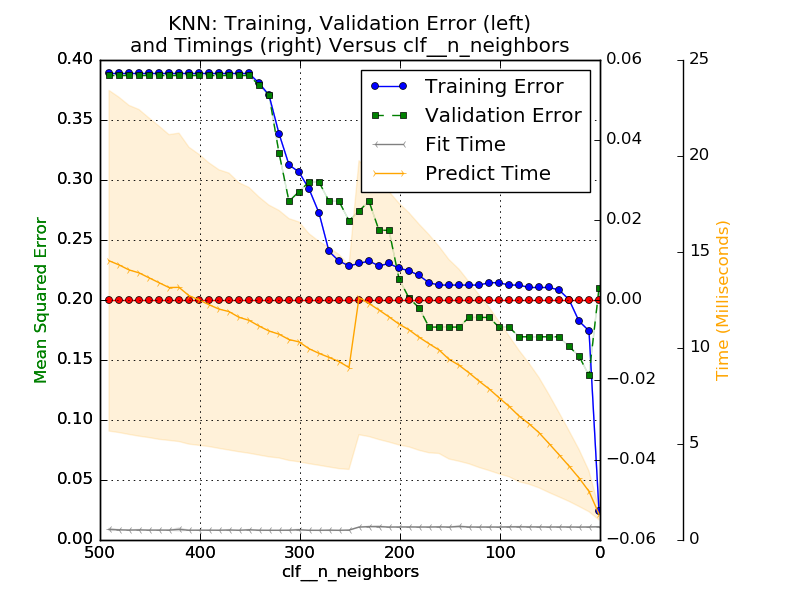 KNN: Training, Validation Error (left)
and Timings (right) Versus clf__n_neighbors
Training Error
Validation Error
Fit Time
Predict Time
Mean Squared Error
0.40
0.35
0.30
0.25
0.20
0.15
0.10
0.05
0.00
0.06
0.04
0.02
0.00
−0.02
−0.04
−0.06
25
20
15
10
5
0
Time (Milliseconds)
500 400 300 200 100 0
clf__n_neighbors